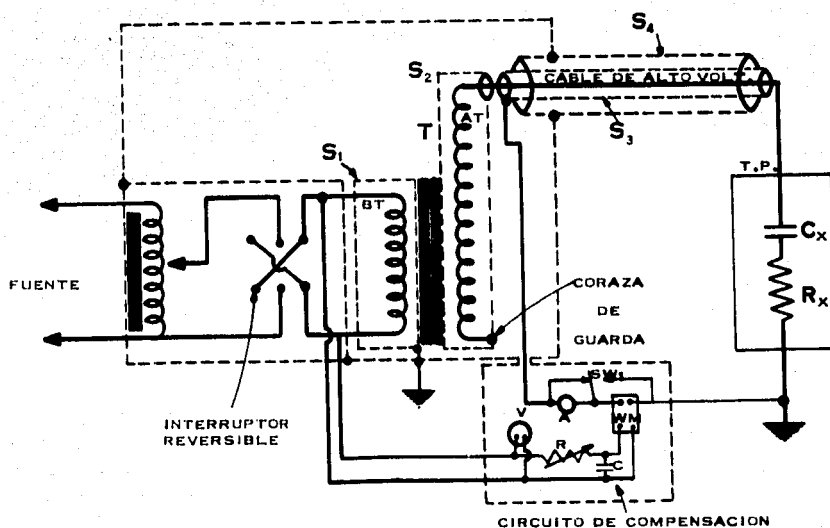 S₁
S₂
S₃
S₄
CABLE DE ALTO VOLT.
T
AT
BT
T.P.
Cx
Rx
FUENTE
CORAZA
DE
GUARDA
INTERRUPTOR
REVERSIBLE
SW₁
V
A
WM
R
C
CIRCUITO DE COMPENSACION